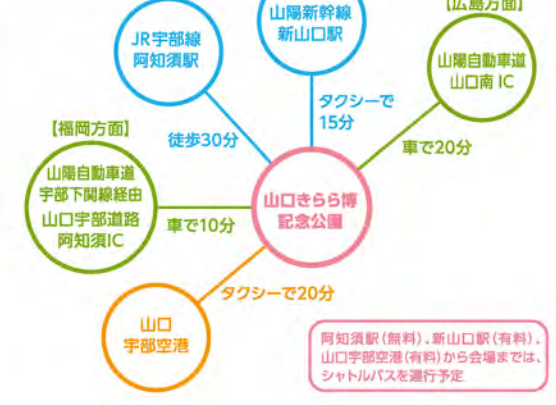 【広島方面】
山陽新幹線
新山口駅
JR宇部線
阿知須駅
山陽自動車道
山口南 IC
タクシーで
15分
徒歩30分
車で20分
【福岡方面】
山陽自動車道
宇部下関線経由
山口宇部道路
阿知須IC
車で10分
山口きらら博
記念公園
タクシーで20分
山口
宇部空港
阿知須駅(無料)、新山口駅(有料)、
山口宇部空港(有料)から会場までは、
シャトルバスを運行予定